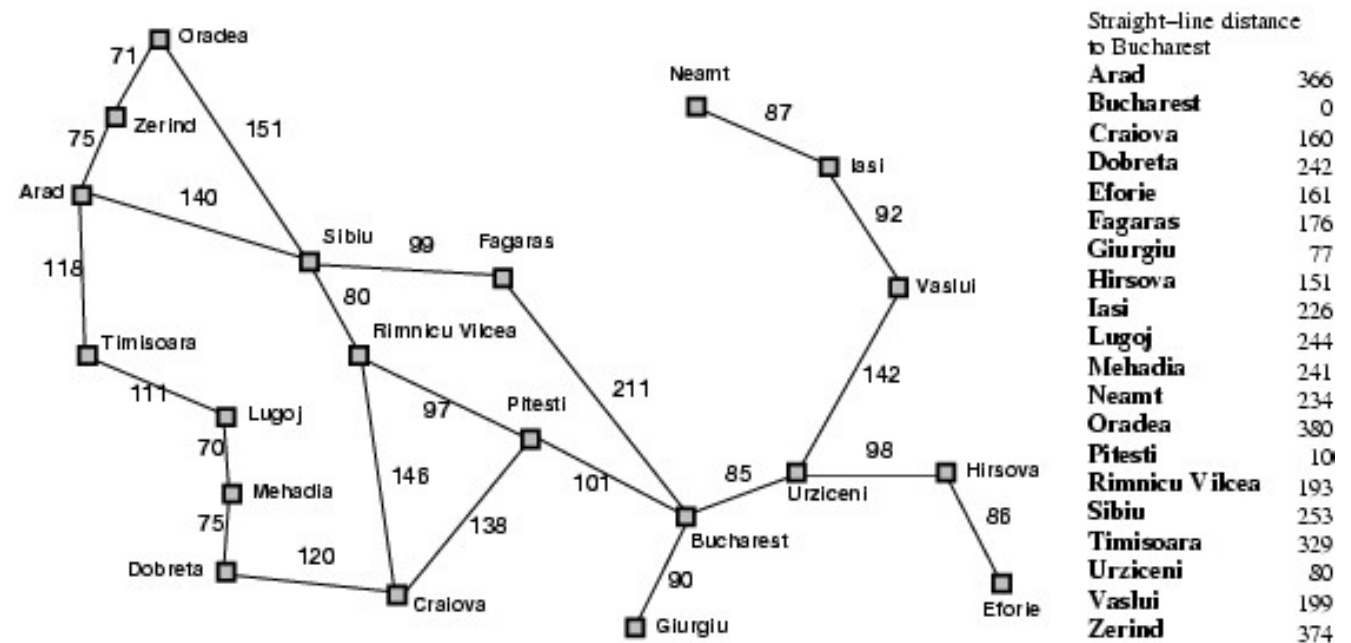 Oradea
71
Neamt
87
Zerind
151
75
Iasi
Arad
140
92
Sibiu
99
Fagaras
118
80
Vaslui
Rimnicu Vilcea
Timisoara
142
111
211
Lugoj
97
Pitesti
70
98
Hirsova
146
85
Mehadia
101
Urziceni
86
75
138
Bucharest
120
Dobreta
90
Craiova
Eforie
Giurgiu
Straight–line distance
to Bucharest
Arad 366
Bucharest 0
Craiova 160
Dobreta 242
Eforie 161
Fagaras 176
Giurgiu 77
Hirsova 151
Iasi 226
Lugoj 244
Mehadia 241
Neamt 234
Oradea 380
Pitesti 10
Rimnicu Vilcea 193
Sibiu 253
Timisoara 329
Urziceni 80
Vaslui 199
Zerind 374